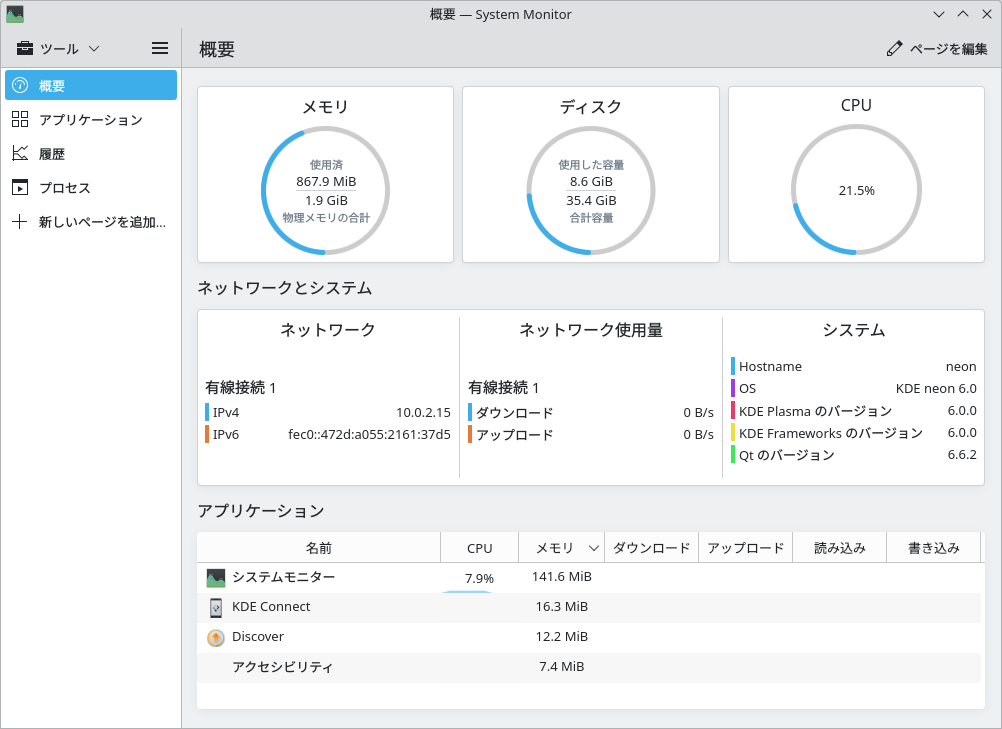 概要 — System Monitor
ツール
概要
ページを編集
概要
アプリケーション
履歴
プロセス
新しいページを追加...
メモリ
使用済
867.9 MiB
1.9 GiB
物理メモリの合計
ディスク
使用した容量
8.6 GiB
35.4 GiB
合計容量
CPU
21.5%
ネットワークとシステム
ネットワーク
有線接続 1
IPv4 10.0.2.15
IPv6 fec0::472d:a055:2161:37d5
ネットワーク使用量
有線接続 1
ダウンロード 0 B/s
アップロード 0 B/s
システム
Hostname neon
OS KDE neon 6.0
KDE Plasma のバージョン 6.0.0
KDE Frameworks のバージョン 6.0.0
Qt のバージョン 6.6.2
アプリケーション
名前 CPU メモリ ダウンロード アップロード 読み込み 書き込み
システムモニター 7.9% 141.6 MiB
KDE Connect 16.3 MiB
Discover 12.2 MiB
アクセシビリティ 7.4 MiB